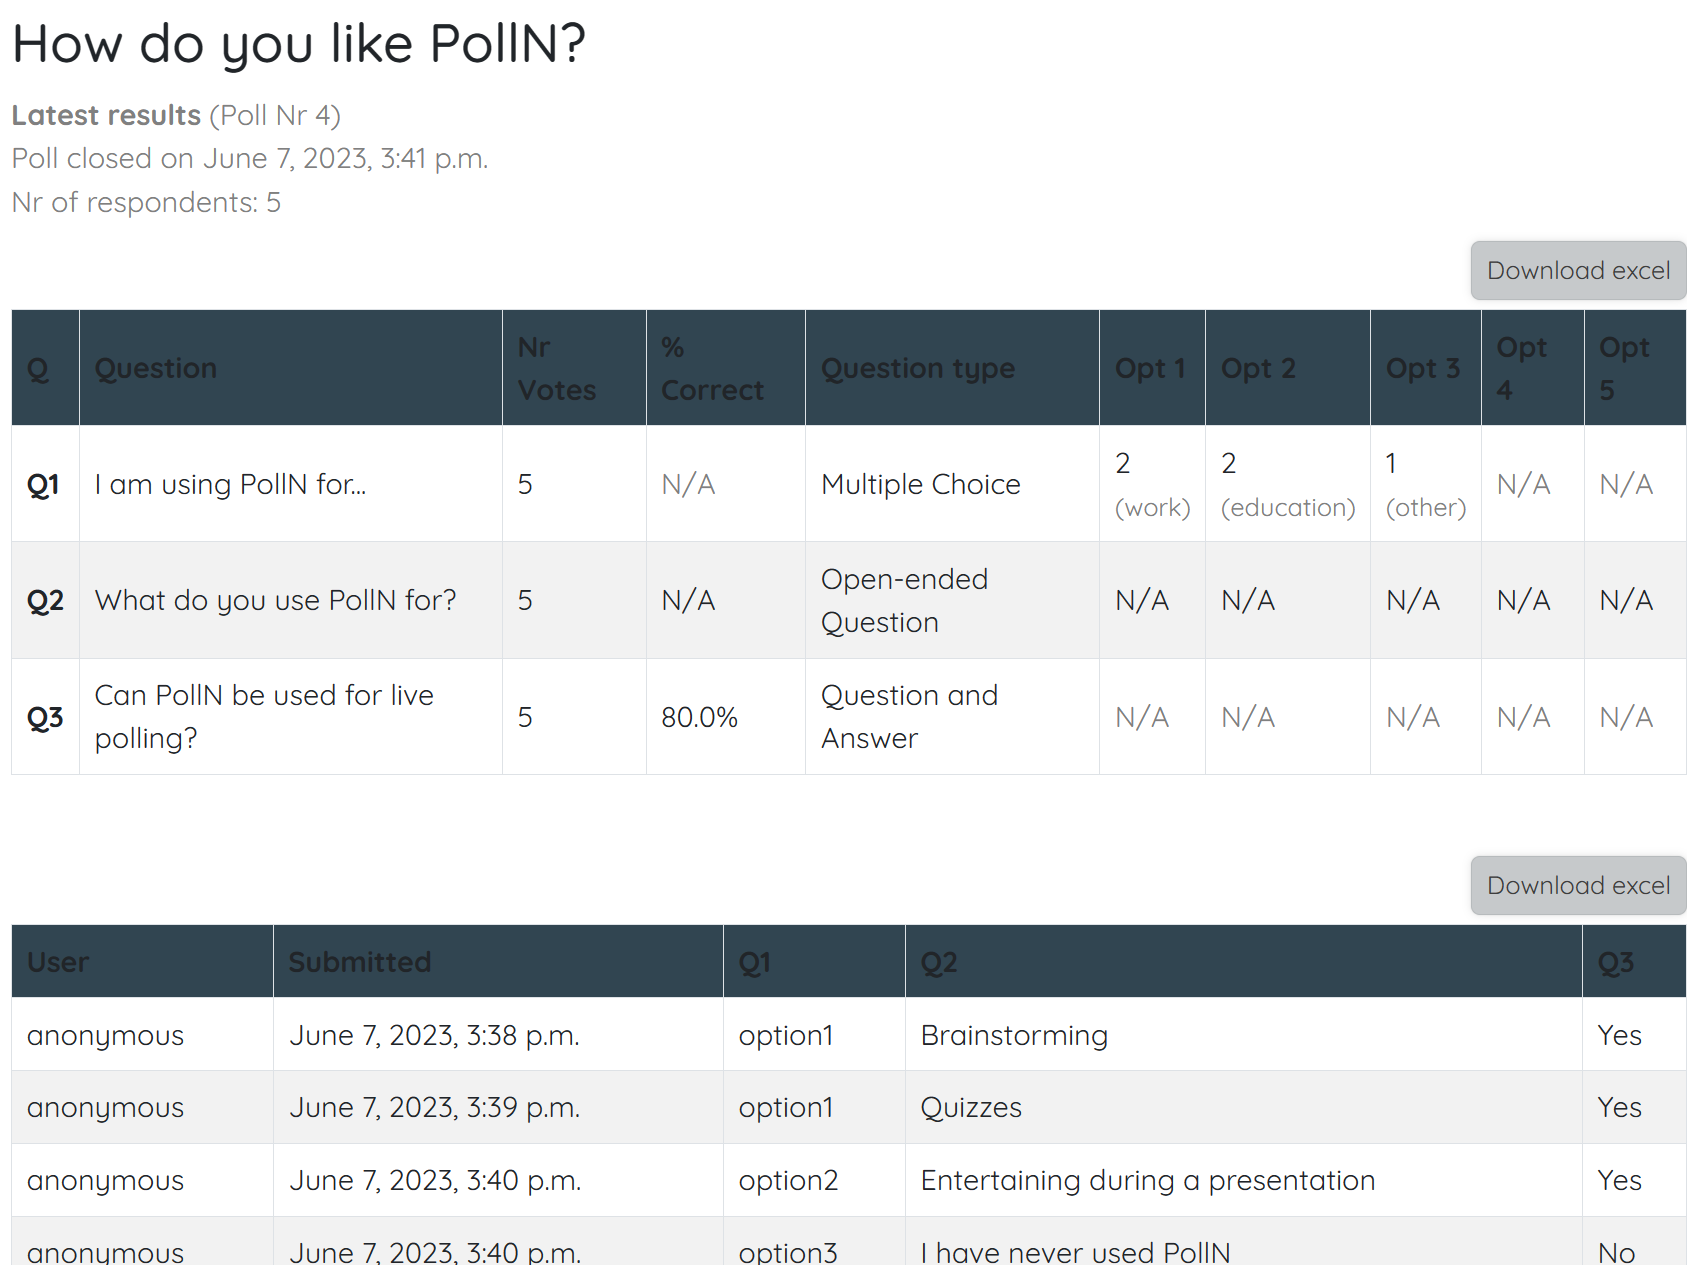 How do you like PollN?
Latest results (Poll Nr 4)
Poll closed on June 7, 2023, 3:41 p.m.
Nr of respondents: 5
Download excel
Q Question Nr Votes % Correct Question type Opt 1 Opt 2 Opt 3 Opt 4 Opt 5
Q1 I am using PollN for... 5 N/A Multiple Choice 2 (work) 2 (education) 1 (other) N/A N/A
Q2 What do you use PollN for? 5 N/A Open-ended Question N/A N/A N/A N/A N/A
Q3 Can PollN be used for live polling? 5 80.0% Question and Answer N/A N/A N/A N/A N/A
Download excel
User Submitted Q1 Q2 Q3
anonymous June 7, 2023, 3:38 p.m. option1 Brainstorming Yes
anonymous June 7, 2023, 3:39 p.m. option1 Quizzes Yes
anonymous June 7, 2023, 3:40 p.m. option2 Entertaining during a presentation Yes
anonymous June 7, 2023, 3:40 p.m. option3 I have never used PollN No